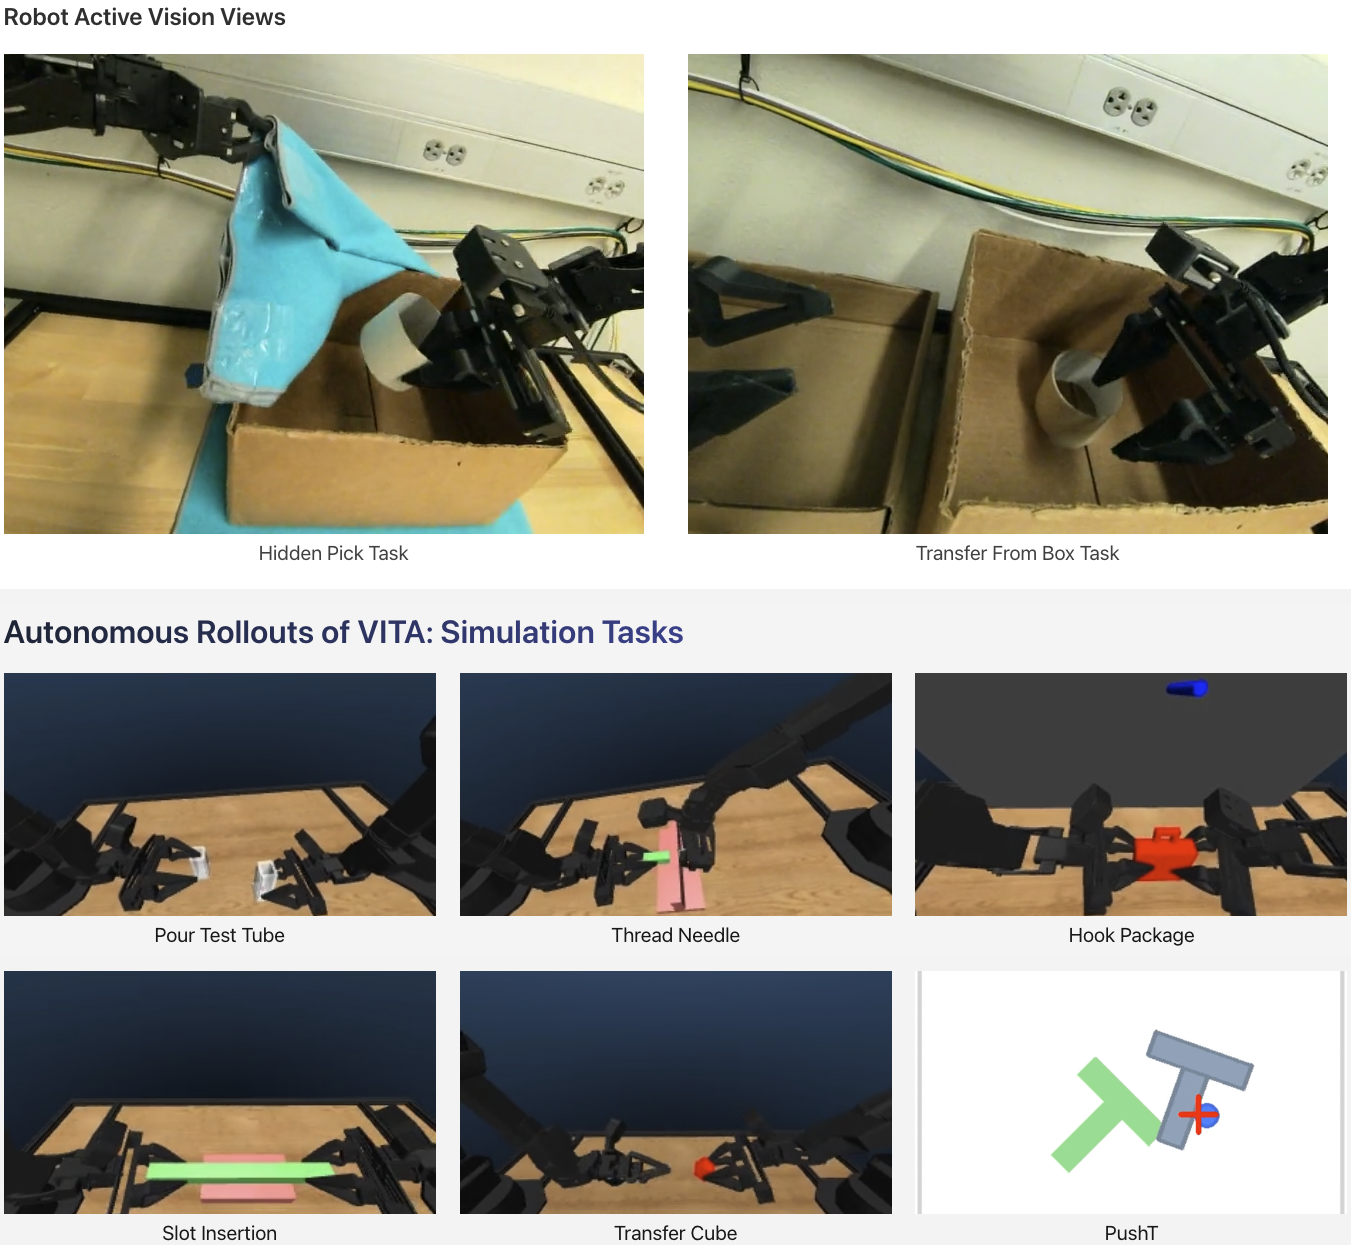 Robot Active Vision Views
Hidden Pick Task
Transfer From Box Task
Autonomous Rollouts of VITA: Simulation Tasks
Pour Test Tube
Thread Needle
Hook Package
Slot Insertion
Transfer Cube
PushT